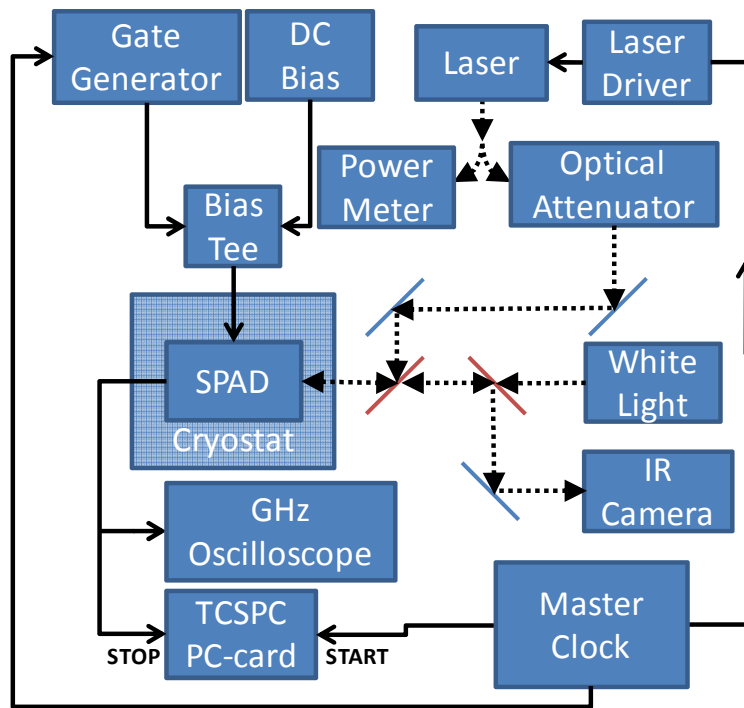 Gate
Generator
DC
Bias
Laser
Laser
Driver
Power
Meter
Optical
Attenuator
Bias
Tee
SPAD
Cryostat
White
Light
IR
Camera
GHz
Oscilloscope
TCSPC
PC-card
STOP
START
Master
Clock